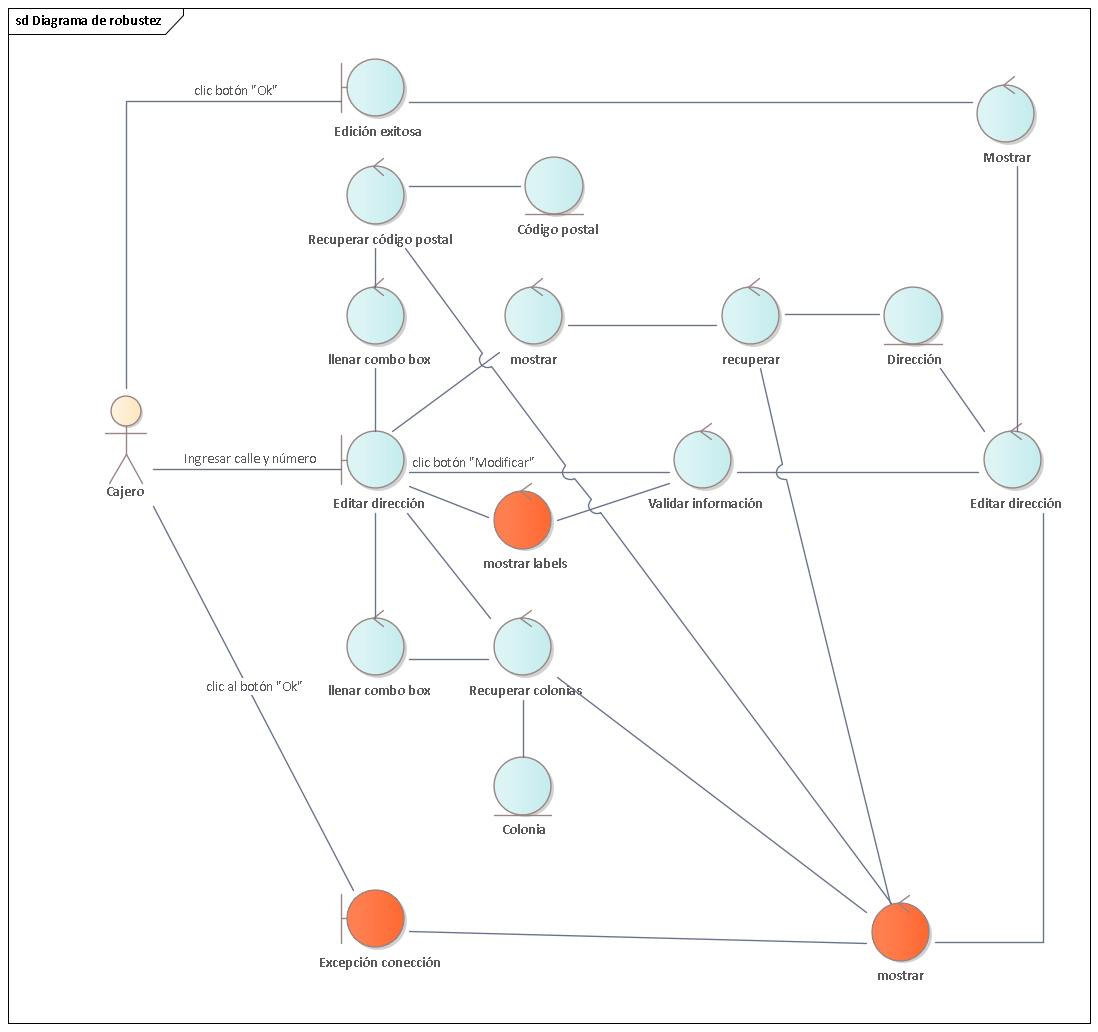 sd Diagrama de robustez
clic botón "Ok"
Edición exitosa
Mostrar
Recuperar código postal
Código postal
llenar combo box
mostrar
recuperar
Dirección
Ingresar calle y número
clic botón "Modificar"
Cajero
Editar dirección
Validar información
Editar dirección
mostrar labels
clic al botón "Ok"
llenar combo box
Recuperar colonias
Colonia
Excepción conección
mostrar